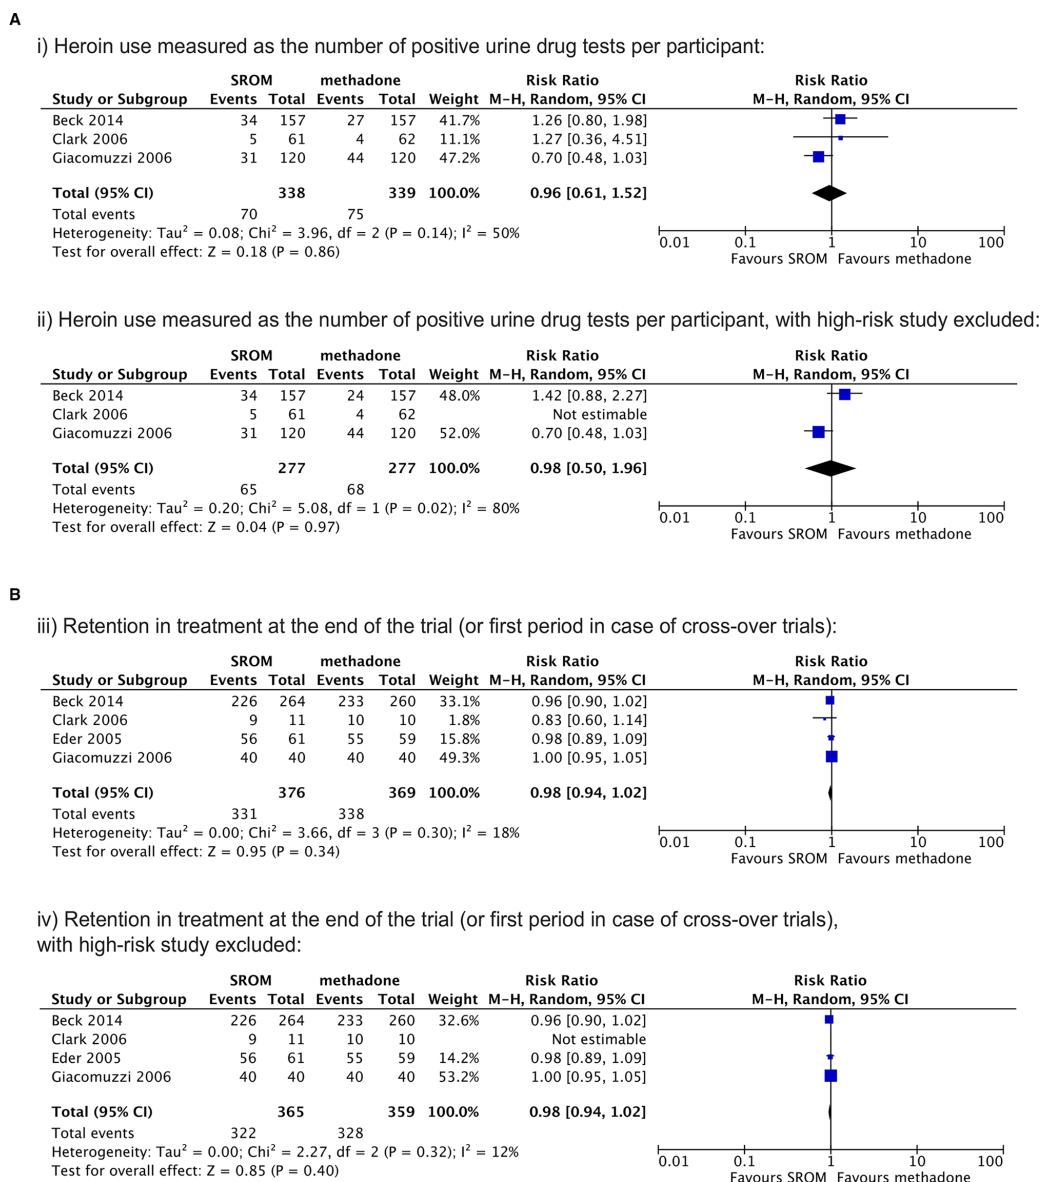 A
i) Heroin use measured as the number of positive urine drug tests per participant:
SROM methadone Risk Ratio Risk Ratio
Study or Subgroup Events Total Events Total Weight M-H, Random, 95% CI M-H, Random, 95% CI
Beck 2014 34 157 27 157 41.7% 1.26 [0.80, 1.98]
Clark 2006 5 61 4 62 11.1% 1.27 [0.36, 4.51]
Giacomuzzi 2006 31 120 44 120 47.2% 0.70 [0.48, 1.03]
Total (95% CI) 338 339 100.0% 0.96 [0.61, 1.52]
Total events 70 75
Heterogeneity: Tau² = 0.08; Chi² = 3.96, df = 2 (P = 0.14); I² = 50%
Test for overall effect: Z = 0.18 (P = 0.86)
0.01 0.1 1 10 100
Favours SROM Favours methadone
ii) Heroin use measured as the number of positive urine drug tests per participant, with high-risk study excluded:
SROM methadone Risk Ratio Risk Ratio
Study or Subgroup Events Total Events Total Weight M-H, Random, 95% CI M-H, Random, 95% CI
Beck 2014 34 157 24 157 48.0% 1.42 [0.88, 2.27]
Clark 2006 5 61 4 62 Not estimable
Giacomuzzi 2006 31 120 44 120 52.0% 0.70 [0.48, 1.03]
Total (95% CI) 277 277 100.0% 0.98 [0.50, 1.96]
Total events 65 68
Heterogeneity: Tau² = 0.20; Chi² = 5.08, df = 1 (P = 0.02); I² = 80%
Test for overall effect: Z = 0.04 (P = 0.97)
0.01 0.1 1 10 100
Favours SROM Favours methadone
B
iii) Retention in treatment at the end of the trial (or first period in case of cross-over trials):
SROM methadone Risk Ratio Risk Ratio
Study or Subgroup Events Total Events Total Weight M-H, Random, 95% CI M-H, Random, 95% CI
Beck 2014 226 264 233 260 33.1% 0.96 [0.90, 1.02]
Clark 2006 9 11 10 10 1.8% 0.83 [0.60, 1.14]
Eder 2005 56 61 55 59 15.8% 0.98 [0.89, 1.09]
Giacomuzzi 2006 40 40 40 40 49.3% 1.00 [0.95, 1.05]
Total (95% CI) 376 369 100.0% 0.98 [0.94, 1.02]
Total events 331 338
Heterogeneity: Tau² = 0.00; Chi² = 3.66, df = 3 (P = 0.30); I² = 18%
Test for overall effect: Z = 0.95 (P = 0.34)
0.01 0.1 1 10 100
Favours SROM Favours methadone
iv) Retention in treatment at the end of the trial (or first period in case of cross-over trials),
with high-risk study excluded:
SROM methadone Risk Ratio Risk Ratio
Study or Subgroup Events Total Events Total Weight M-H, Random, 95% CI M-H, Random, 95% CI
Beck 2014 226 264 233 260 32.6% 0.96 [0.90, 1.02]
Clark 2006 9 11 10 10 Not estimable
Eder 2005 56 61 55 59 14.2% 0.98 [0.89, 1.09]
Giacomuzzi 2006 40 40 40 40 53.2% 1.00 [0.95, 1.05]
Total (95% CI) 365 359 100.0% 0.98 [0.94, 1.02]
Total events 322 328
Heterogeneity: Tau² = 0.00; Chi² = 2.27, df = 2 (P = 0.32); I² = 12%
Test for overall effect: Z = 0.85 (P = 0.40)
0.01 0.1 1 10 100
Favours SROM Favours methadone